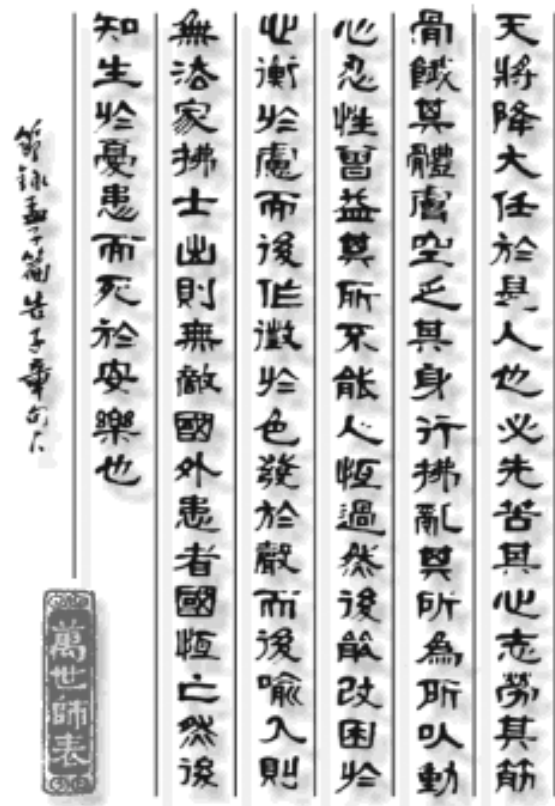 天將降大任於是人也必先苦其心志勞其筋
骨餓其體膚空乏其身行拂亂其所為所以動
心忍性曾益其所不能人恆過然後能改困於
心衡於慮而後作徵於色發於聲而後喻入則
無法家拂士出則無敵國外患者國恆亡然後
知生於憂患而死於安樂也
節錄孟子篇告子章句下
萬世師表